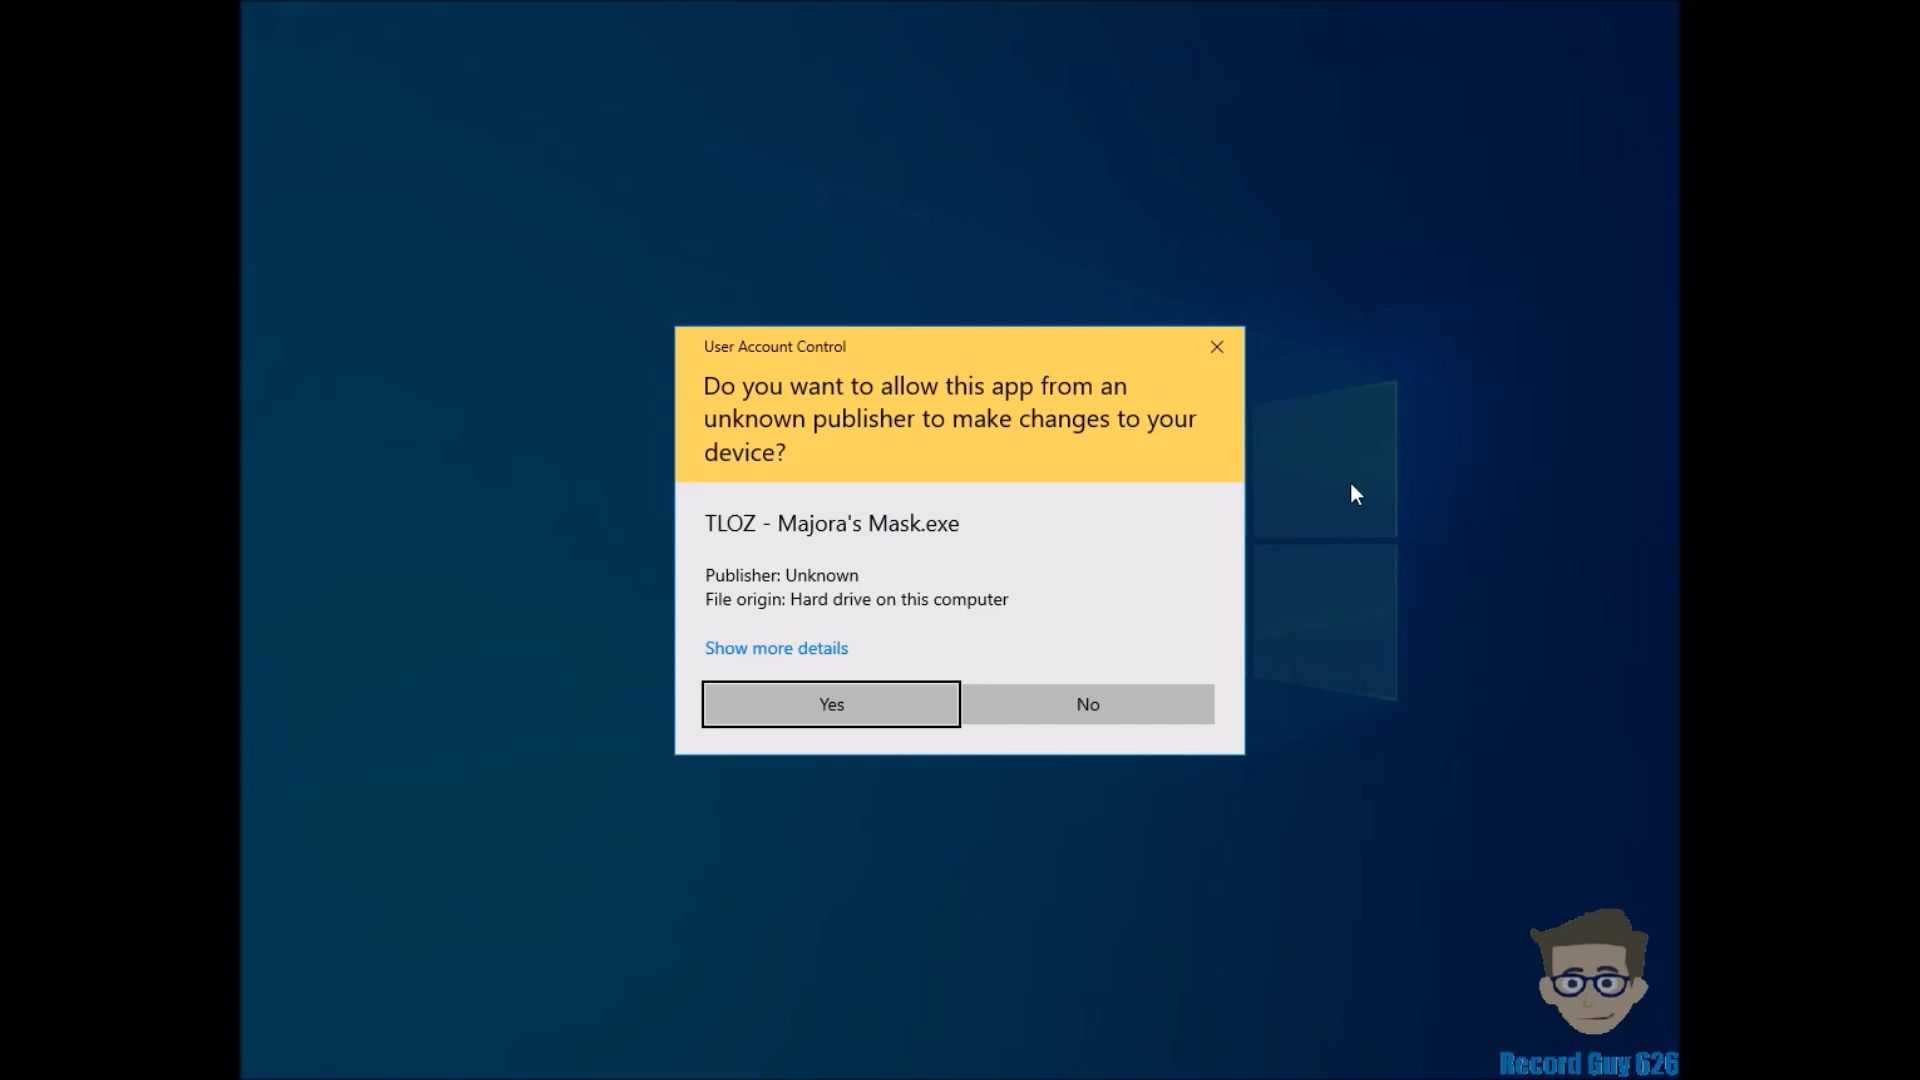 User Account Control
Do you want to allow this app from an
unknown publisher to make changes to your
device?
TLOZ - Majora's Mask.exe
Publisher: Unknown
File origin: Hard drive on this computer
Show more details
Yes
No
Record Guy 626